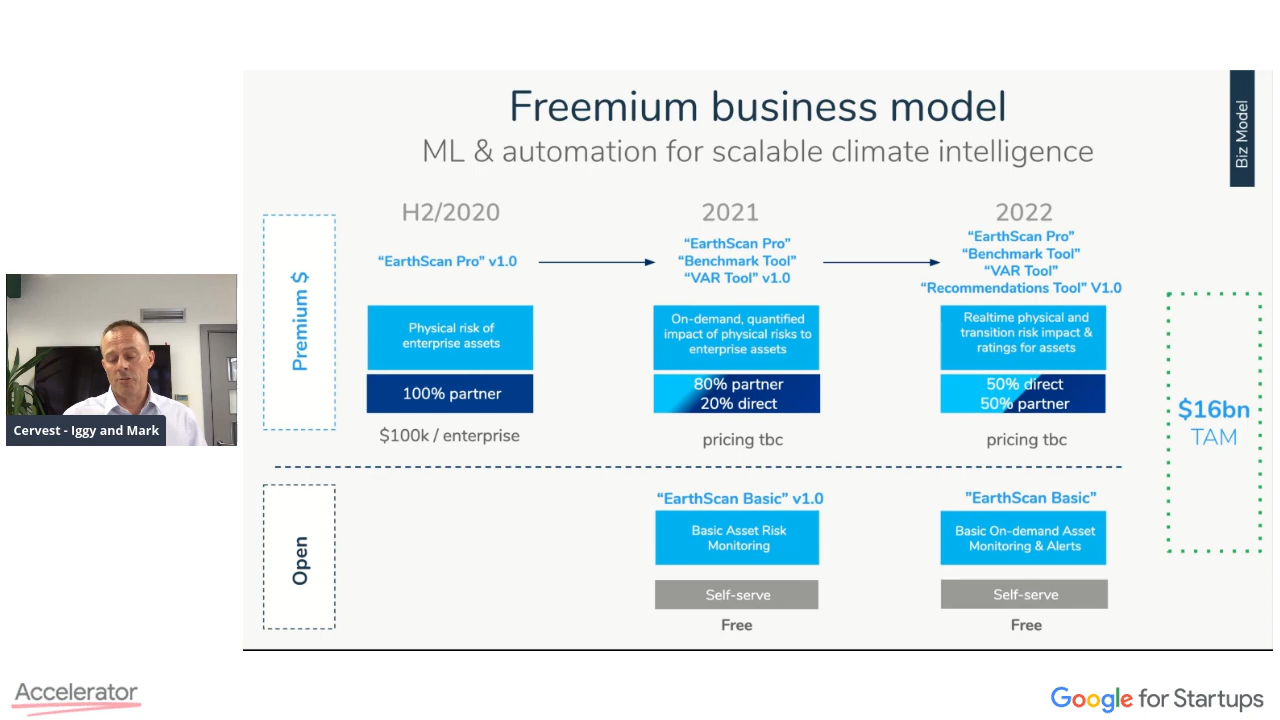 Freemium business model
ML & automation for scalable climate intelligence
Biz Model
Premium $
H2/2020
2021
2022
“EarthScan Pro” v1.0
“EarthScan Pro”
“Benchmark Tool”
“VAR Tool” v1.0
“EarthScan Pro”
“Benchmark Tool”
“VAR Tool”
“Recommendations Tool” V1.0
Physical risk of
enterprise assets
On-demand, quantified
impact of physical risks to
enterprise assets
Realtime physical and
transition risk impact &
ratings for assets
100% partner
80% partner
20% direct
50% direct
50% partner
$100k / enterprise
pricing tbc
pricing tbc
$16bn
TAM
Open
“EarthScan Basic” v1.0
”EarthScan Basic”
Basic Asset Risk
Monitoring
Basic On-demand Asset
Monitoring & Alerts
Self-serve
Self-serve
Free
Free
Cervest - Iggy and Mark
Accelerator
Google for Startups